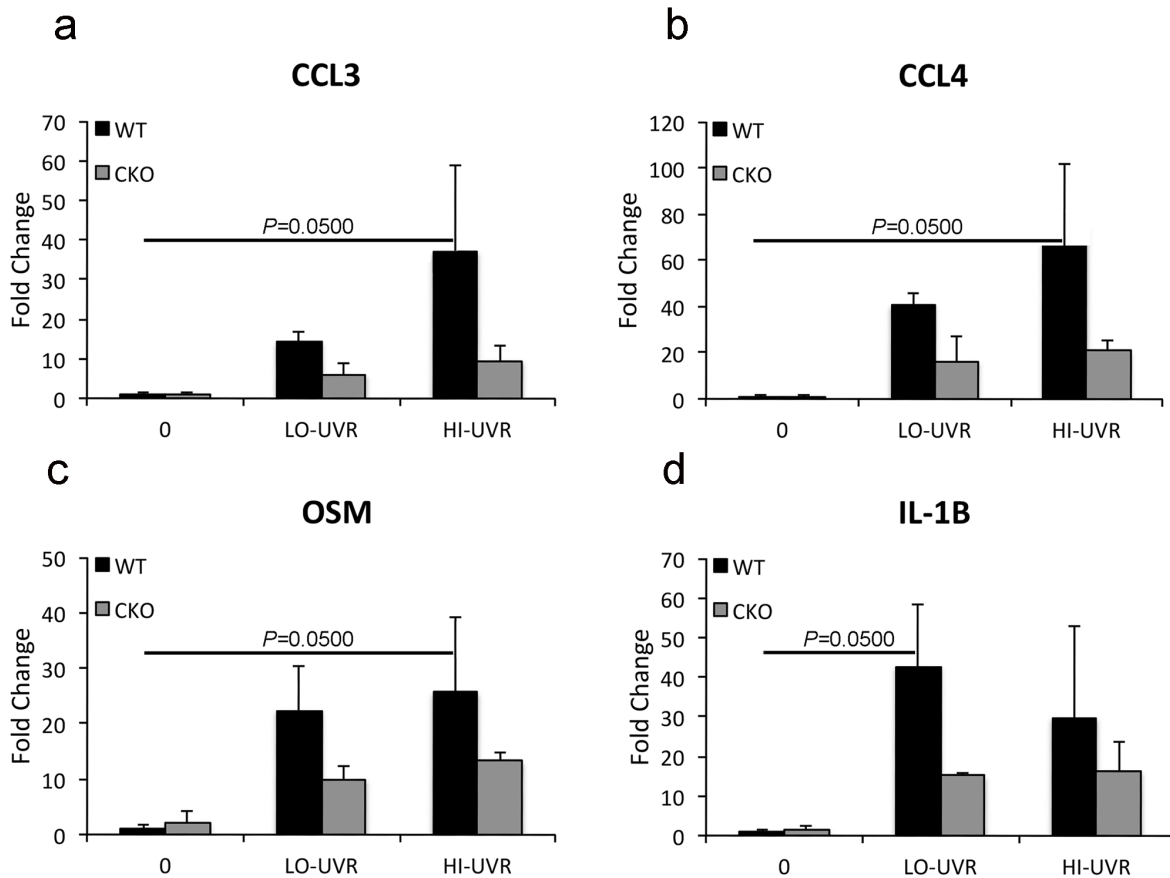 a
CCL3
70
60
50
40
30
20
10
0
Fold Change
WT
CKO
P=0.0500
0 LO-UVR HI-UVR
b
CCL4
120
100
80
60
40
20
0
Fold Change
WT
CKO
P=0.0500
0 LO-UVR HI-UVR
c
OSM
50
40
30
20
10
0
Fold Change
WT
CKO
P=0.0500
0 LO-UVR HI-UVR
d
IL-1B
70
60
50
40
30
20
10
0
Fold Change
WT
CKO
P=0.0500
0 LO-UVR HI-UVR